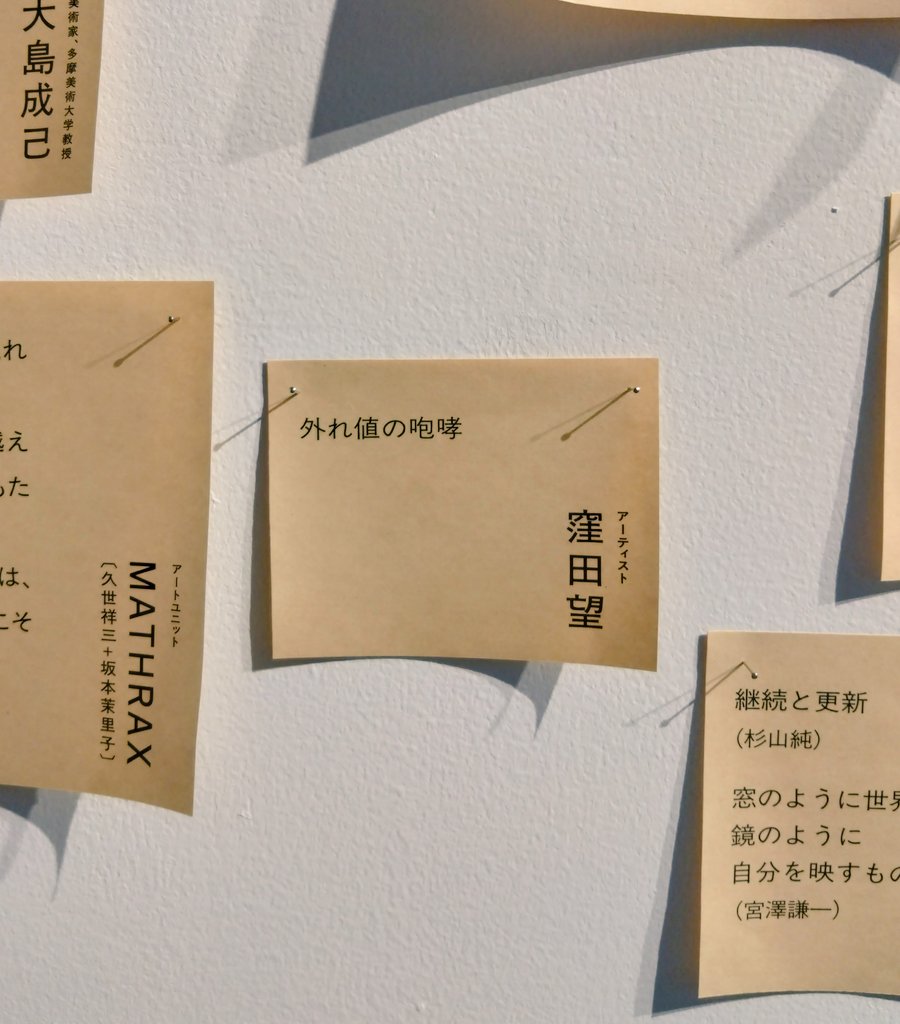 美術家、多摩美術大学教授
大島成己
れ
越え
もた
は、
こそ
アートユニット
MATHRAX
〔久世祥三+坂本茉里子〕
外れ値の咆哮
アーティスト
窪田望
継続と更新
(杉山純)
窓のように世界
鏡のように
自分を映すもの
(宮澤謙一)